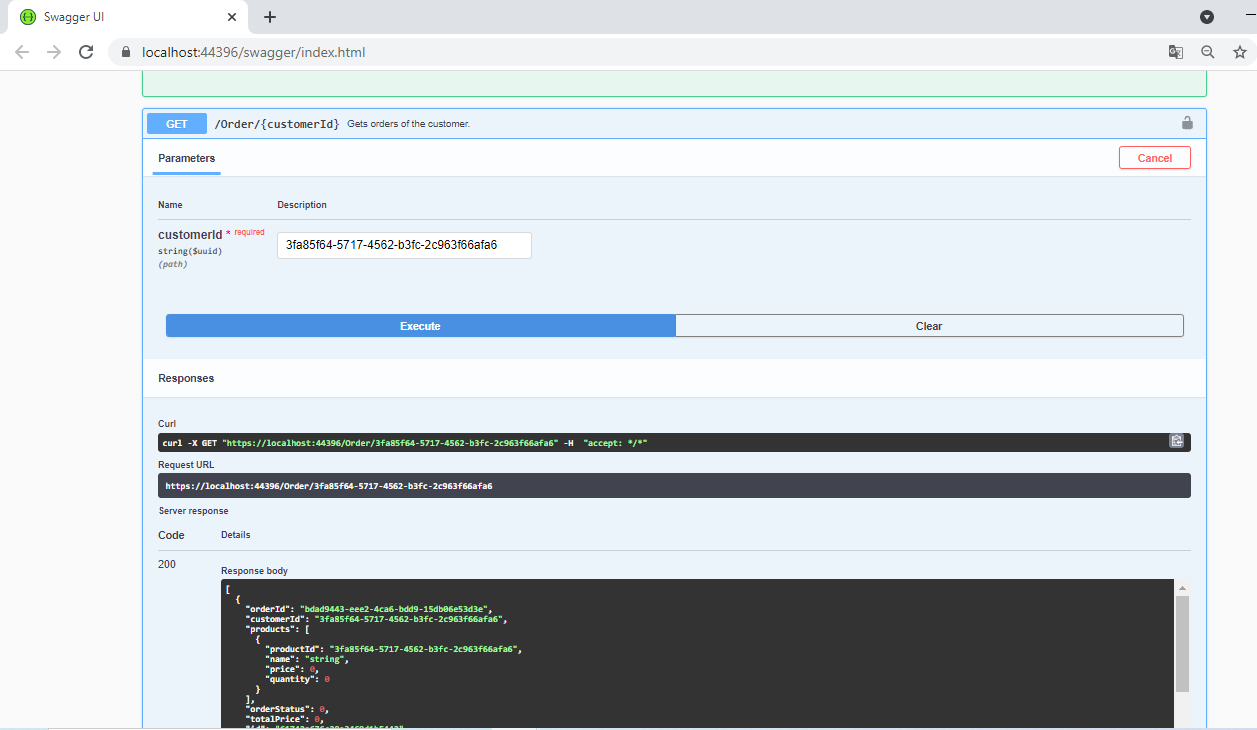 Swagger UI
localhost:44396/swagger/index.html
GET /Order/{customerId} Gets orders of the customer.
Parameters
Cancel
Name Description
customerId * required
string($uuid)
(path)
3fa85f64-5717-4562-b3fc-2c963f66afa6
Execute Clear
Responses
Curl
curl -X GET "https://localhost:44396/Order/3fa85f64-5717-4562-b3fc-2c963f66afa6" -H "accept: */*"
Request URL
https://localhost:44396/Order/3fa85f64-5717-4562-b3fc-2c963f66afa6
Server response
Code Details
200
Response body
[
{
"orderId": "bdad9443-eee2-4ca6-bdd9-15db06e53d3e",
"customerId": "3fa85f64-5717-4562-b3fc-2c963f66afa6",
"products": [
{
"productId": "3fa85f64-5717-4562-b3fc-2c963f66afa6",
"name": "string",
"price": 0,
"quantity": 0
}
],
"orderStatus": 0,
"totalPrice": 0,